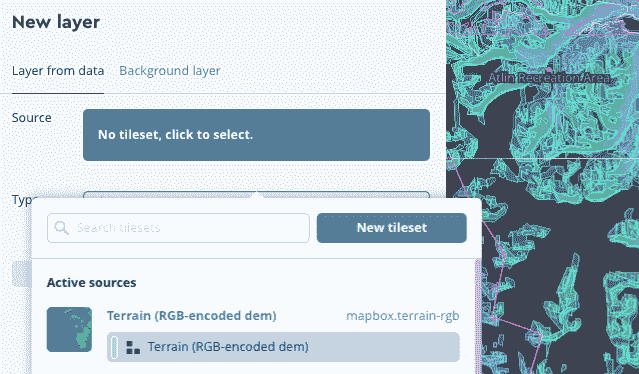 New layer
Layer from data
Background layer
Source
No tileset, click to select.
Type
Search tilesets
New tileset
Active sources
Terrain (RGB-encoded dem)
mapbox.terrain-rgb
Terrain (RGB-encoded dem)
Atlin Recreation Area